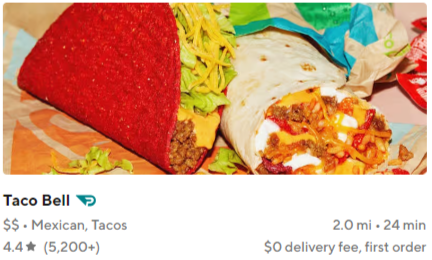 Taco Bell
$$ • Mexican, Tacos
2.0 mi • 24 min
4.4★ (5,200+)
$0 delivery fee, first order